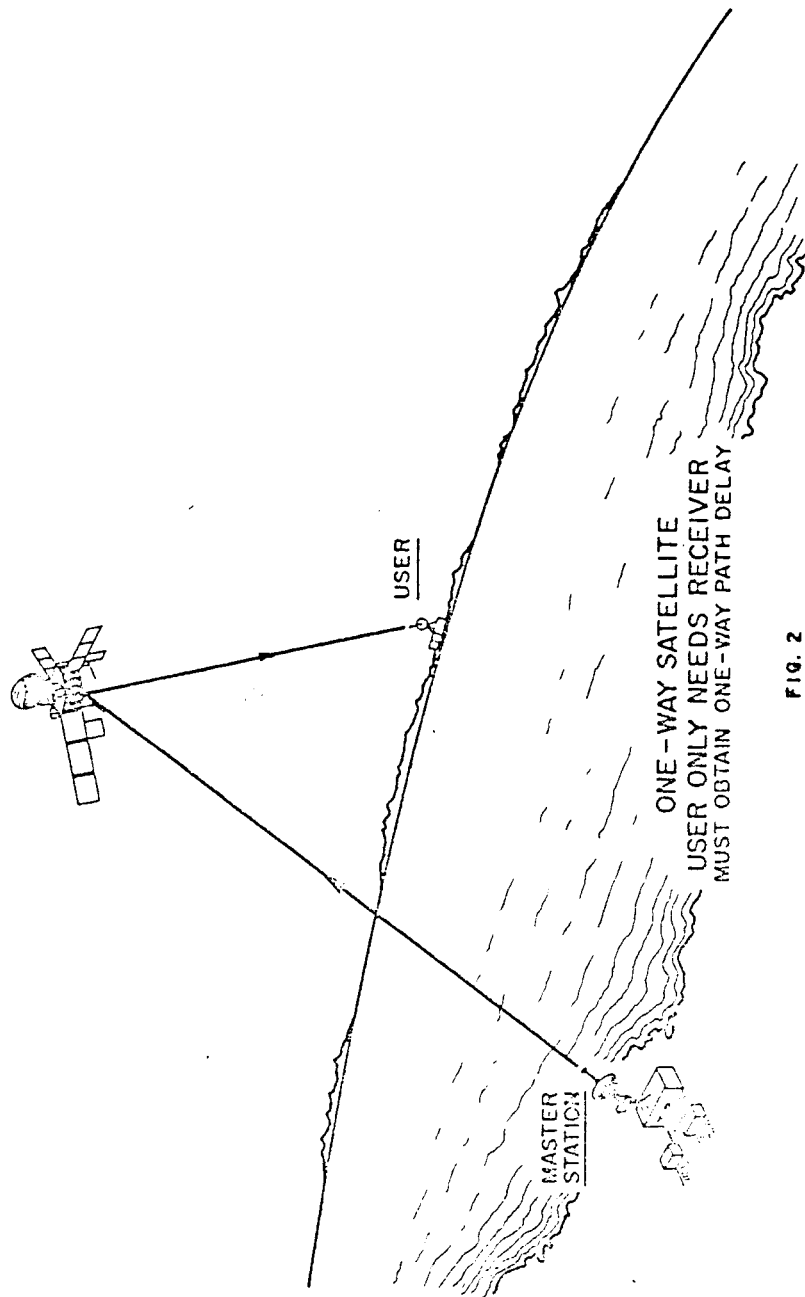 USER
MASTER
STATION
ONE-WAY SATELLITE
USER ONLY NEEDS RECEIVER
MUST OBTAIN ONE-WAY PATH DELAY
FIG. 2